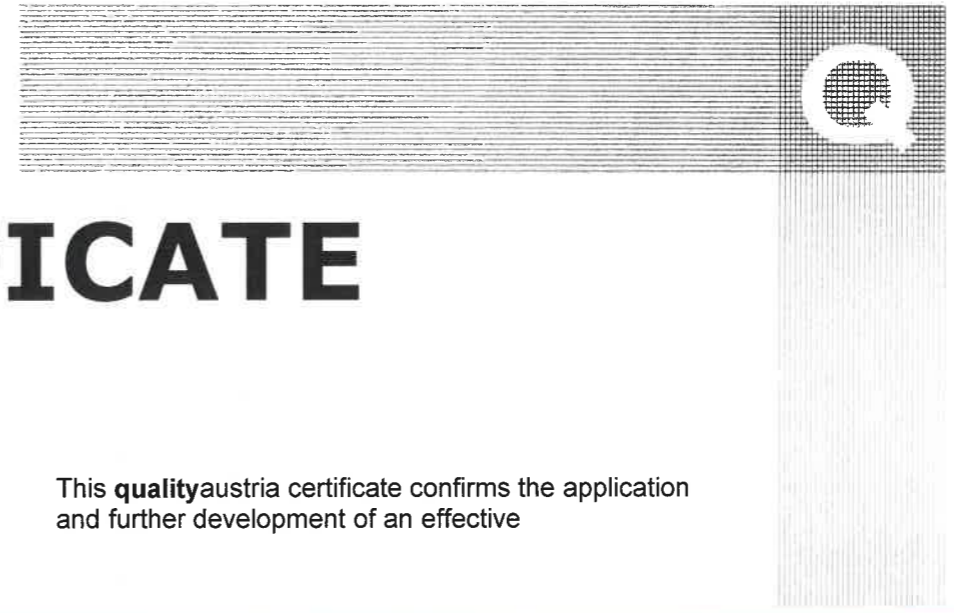 ICATE
This qualityaustria certificate confirms the application
and further development of an effective